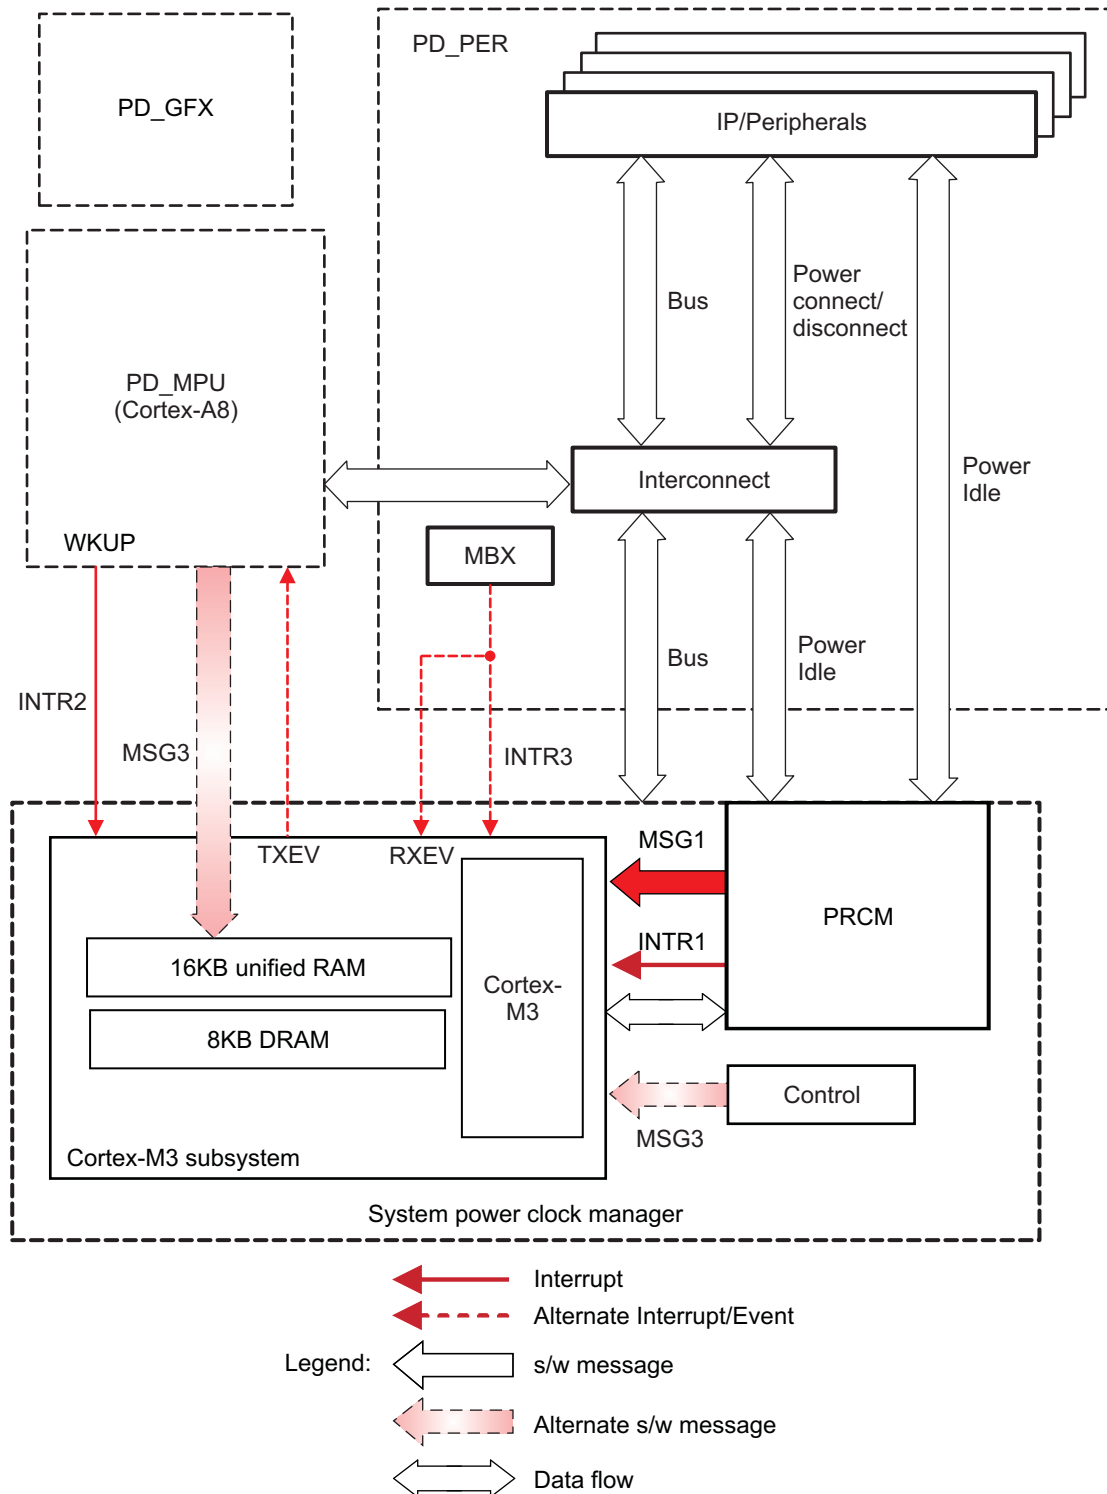 PD_PER
PD_GFX
IP/Peripherals
Bus
Power
connect/
disconnect
PD_MPU
(Cortex-A8)
Interconnect
Power
Idle
WKUP
MBX
Bus
Power
Idle
INTR2
MSG3
INTR3
TXEV
RXEV
MSG1
PRCM
INTR1
16KB unified RAM
Cortex-
M3
8KB DRAM
Control
MSG3
Cortex-M3 subsystem
System power clock manager
Interrupt
Alternate Interrupt/Event
Legend:
s/w message
Alternate s/w message
Data flow